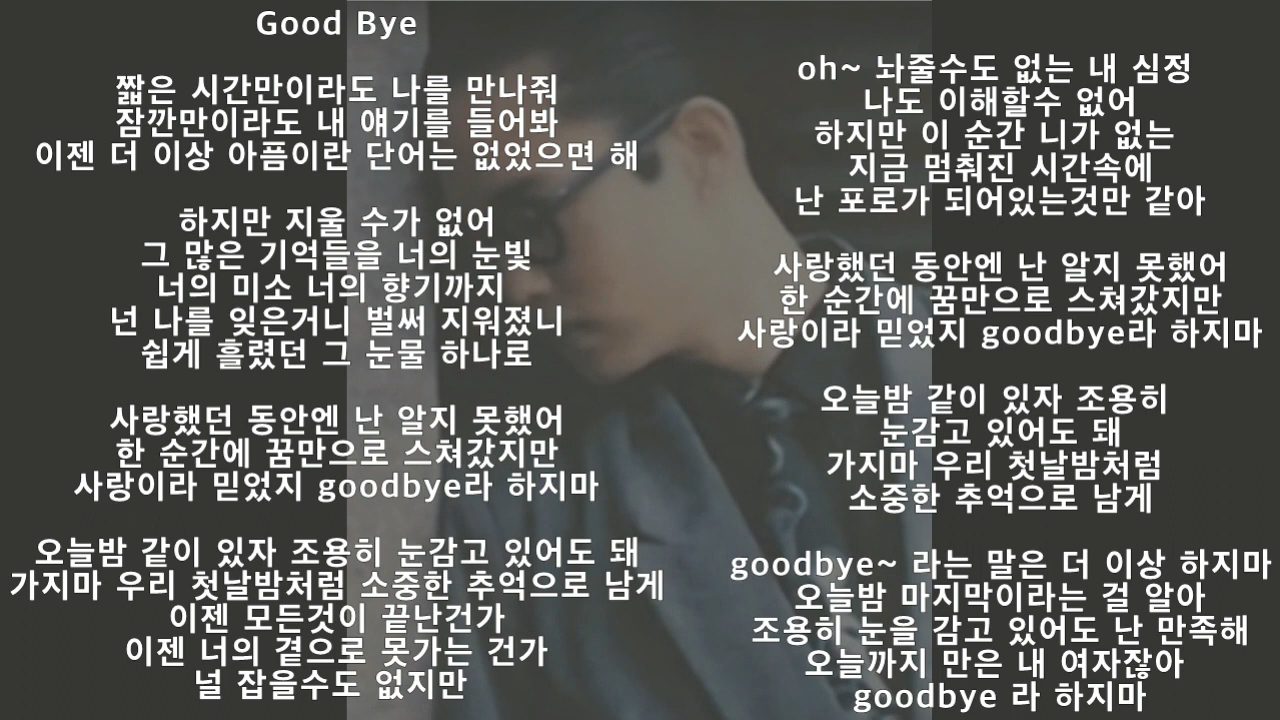 Good Bye
짧은 시간만이라도 나를 만나줘
잠깐만이라도 내 얘기를 들어봐
이젠 더 이상 아픔이란 단어는 없었으면 해
하지만 지울 수가 없어
그 많은 기억들을 너의 눈빛
너의 미소 너의 향기까지
넌 나를 잊은거니 벌써 지워졌니
쉽게 흘렸던 그 눈물 하나로
사랑했던 동안엔 난 알지 못했어
한 순간에 꿈만으로 스쳐갔지만
사랑이라 믿었지 goodbye라 하지마
오늘밤 같이 있자 조용히 눈감고 있어도 돼
가지마 우리 첫날밤처럼 소중한 추억으로 남게
이젠 모든것이 끝난건가
이젠 너의 곁으로 못가는 건가
널 잡을수도 없지만
oh~ 놔줄수도 없는 내 심정
나도 이해할수 없어
하지만 이 순간 니가 없는
지금 멈춰진 시간속에
난 포로가 되어있는것만 같아
사랑했던 동안엔 난 알지 못했어
한 순간에 꿈만으로 스쳐갔지만
사랑이라 믿었지 goodbye라 하지마
오늘밤 같이 있자 조용히
눈감고 있어도 돼
가지마 우리 첫날밤처럼
소중한 추억으로 남게
goodbye~ 라는 말은 더 이상 하지마
오늘밤 마지막이라는 걸 알아
조용히 눈을 감고 있어도 난 만족해
오늘까지 만은 내 여자잖아
goodbye 라 하지마